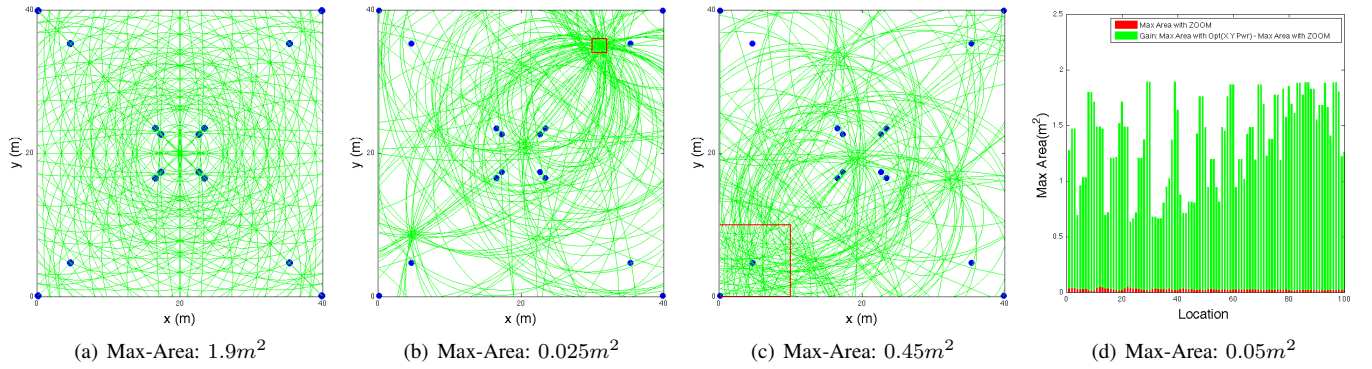 40
20
0
y (m)
0
20
40
x (m)
(a) Max-Area: 1.9m²
40
20
0
y (m)
0
20
40
x (m)
(b) Max-Area: 0.025m²
40
20
0
y (m)
0
20
40
x (m)
(c) Max-Area: 0.45m²
Max Area with ZOOM
Gain: Max Area with Opt(X Y Pwr) - Max Area with ZOOM
2.5
2
1.5
1
0.5
0
Max Area(m²)
0
20
40
60
80
100
Location
(d) Max-Area: 0.05m²